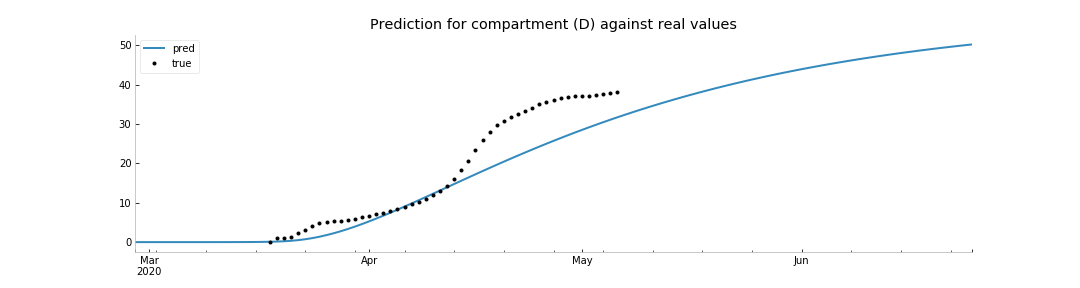 Prediction for compartment (D) against real values
pred
true
50
40
30
20
10
0
Mar
2020
Apr
May
Jun